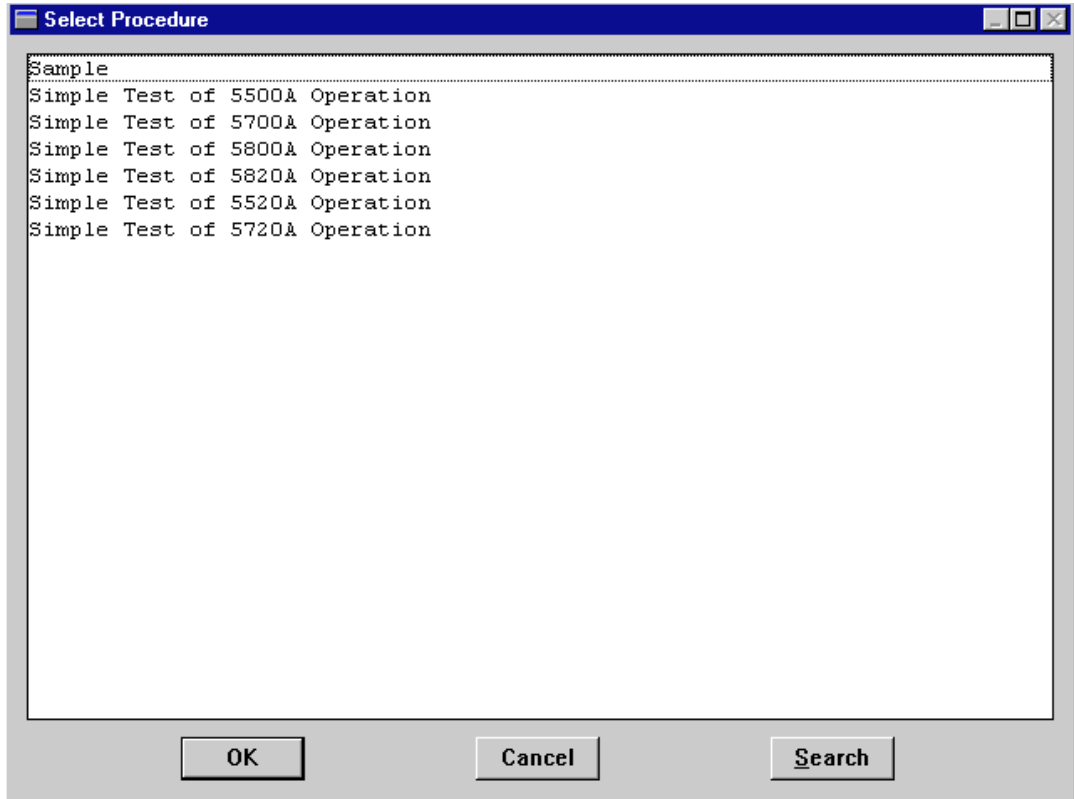 Select Procedure
Sample
Simple Test of 5500A Operation
Simple Test of 5700A Operation
Simple Test of 5800A Operation
Simple Test of 5820A Operation
Simple Test of 5520A Operation
Simple Test of 5720A Operation
OK Cancel Search